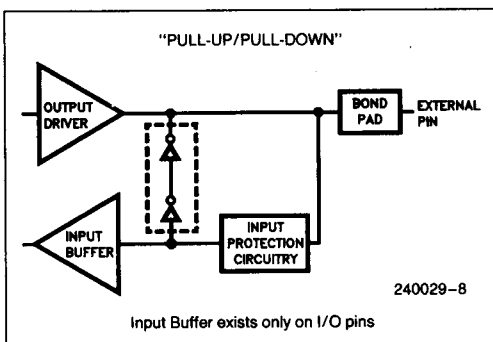 "PULL-UP/PULL-DOWN"
OUTPUT
DRIVER
BOND
PAD
EXTERNAL
PIN
INPUT
BUFFER
INPUT
PROTECTION
CIRCUITRY
240029-8
Input Buffer exists only on I/O pins